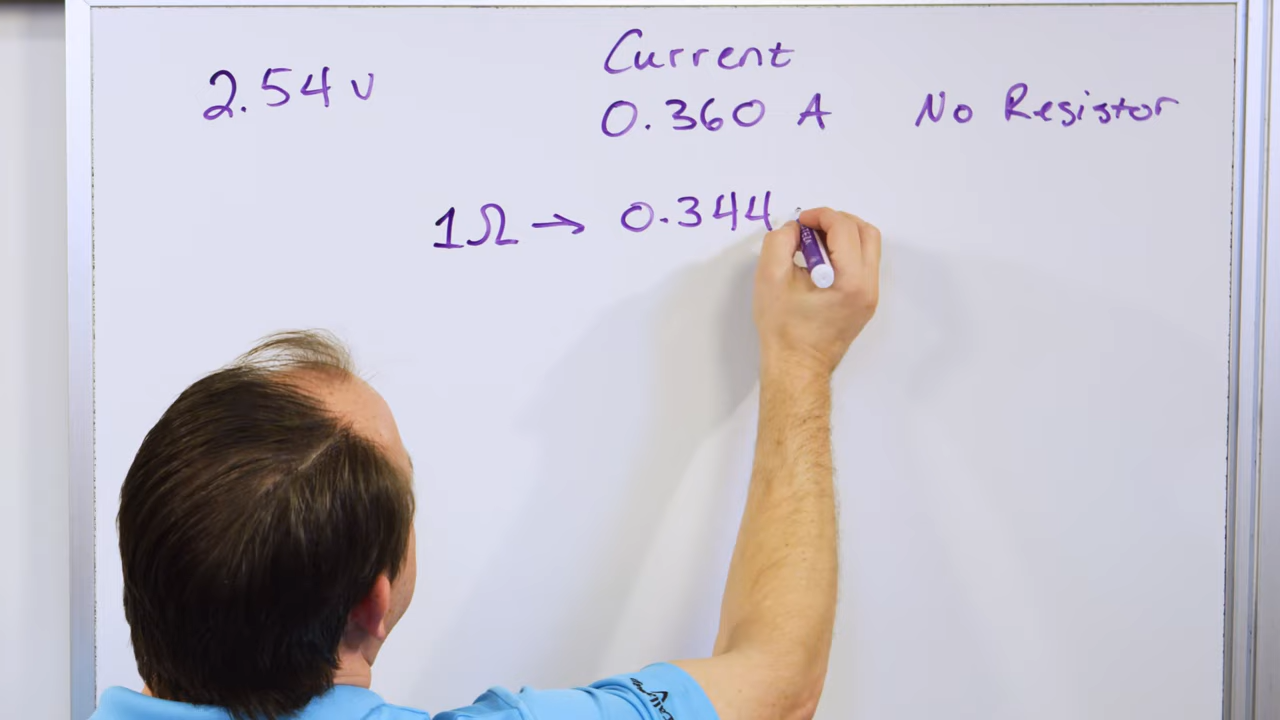 2.54 v
Current
0.360 A No Resistor
1Ω → 0.344